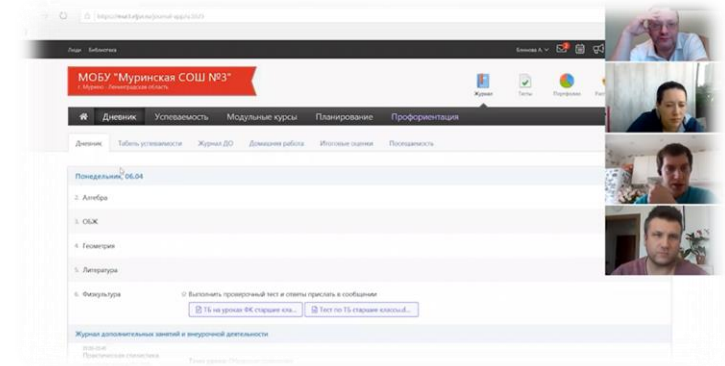 Люди Библиотека
Блинова А.
МОБУ "Муринская СОШ №3"
г. Мурино - Ленинградская область
Журнал Тесты Портфолио
Дневник Успеваемость Модульные курсы Планирование Профориентация
Дневник Табель успеваемости Журнал ДО Домашняя работа Итоговые оценки Посещаемость
Понедельник, 06.04
2. Алгебра
3. ОБЖ
4. Геометрия
5. Литература
6. Физкультура Выполнить проверочный тест и ответы прислать в сообщении
ТБ на уроках ФК старшие кла... Тест по ТБ старшие классы.d...
Журнал дополнительных занятий и внеурочной деятельности